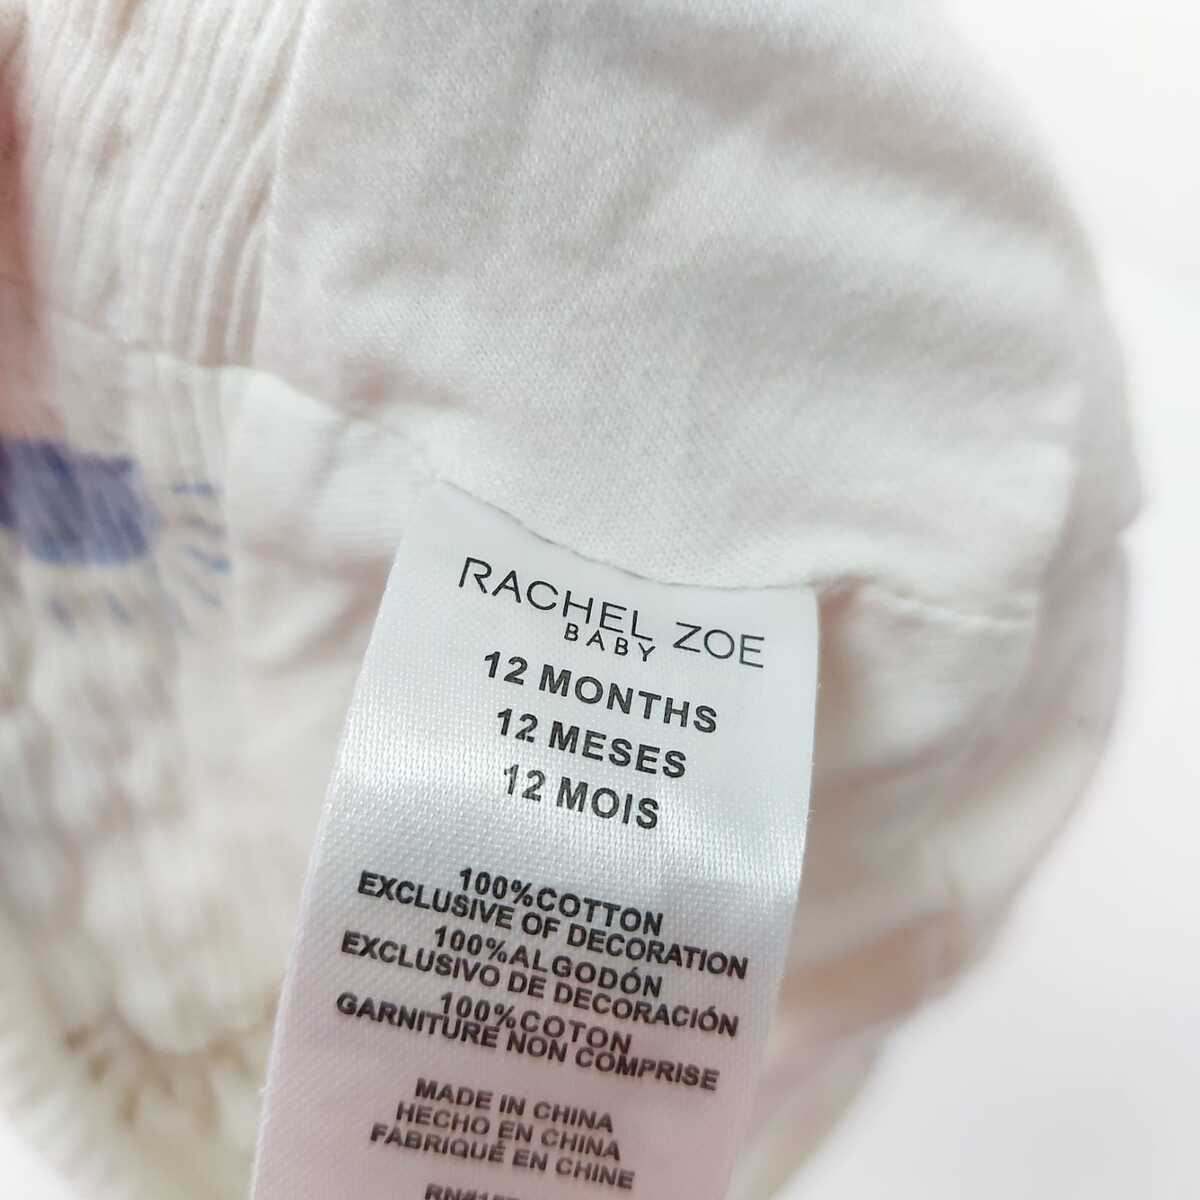 RACHEL ZOE
BABY
12 MONTHS
12 MESES
12 MOIS
100%COTTON
EXCLUSIVE OF DECORATION
100%ALGODÓN
EXCLUSIVO DE DECORACIÓN
100%COTON
GARNITURE NON COMPRISE
MADE IN CHINA
HECHO EN CHINA
FABRIQUÉ EN CHINE